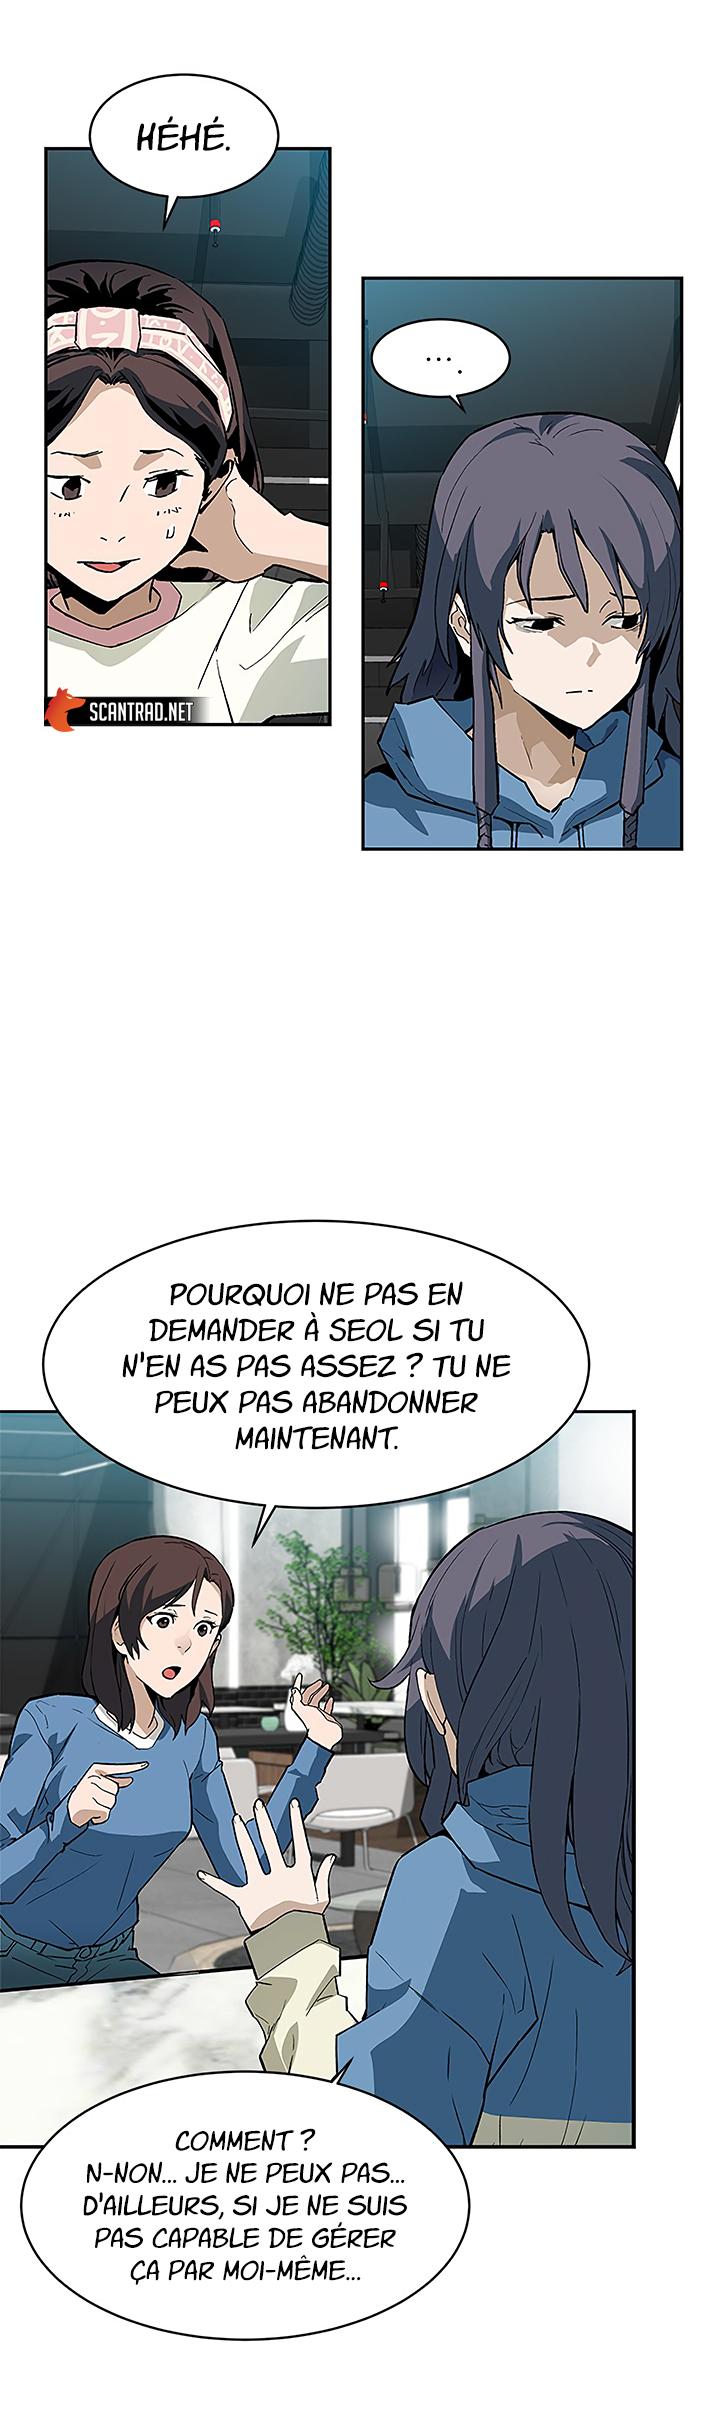 HÉHÉ.
....
SCANTRAD.NET
POURQUOI NE PAS EN
DEMANDER À SEOL SI TU
N'EN AS PAS ASSEZ ? TU NE
PEUX PAS ABANDONNER
MAINTENANT.
COMMENT ?
N-NON... JE NE PEUX PAS...
D'AILLEURS, SI JE NE SUIS
PAS CAPABLE DE GÉRER
ÇA PAR MOI-MÊME...